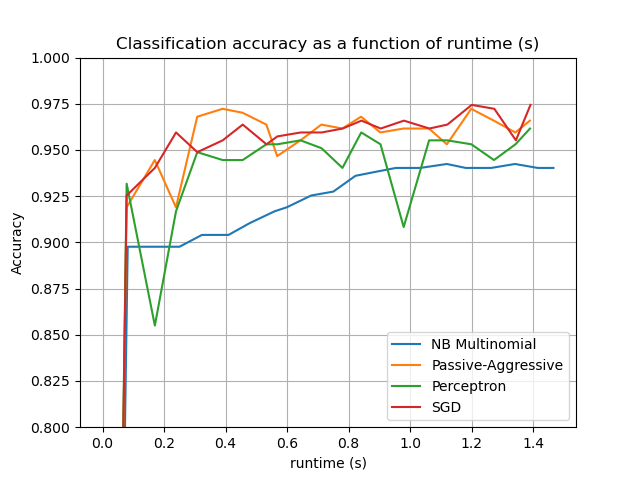 Classification accuracy as a function of runtime (s)
1.000
0.975
0.950
0.925
0.900
0.875
0.850
0.825
0.800
Accuracy
NB Multinomial
Passive-Aggressive
Perceptron
SGD
0.0 0.2 0.4 0.6 0.8 1.0 1.2 1.4
runtime (s)